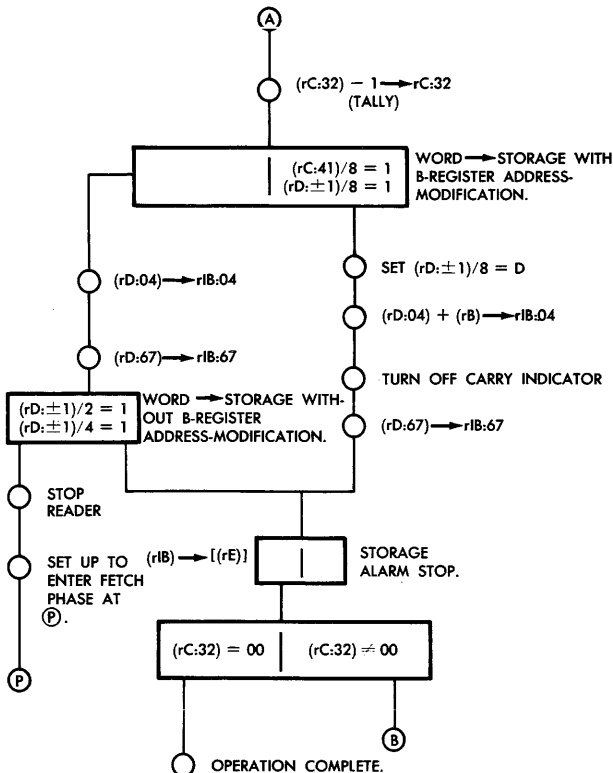 A
(rC:32) − 1 → rC:32
(TALLY)
(rC:41)/8 = 1
(rD:±1)/8 = 1
WORD → STORAGE WITH
B-REGISTER ADDRESS-
MODIFICATION.
SET (rD:±1)/8 = D
(rD:04) → rIB:04
(rD:04) + (rB) → rIB:04
(rD:67) → rIB:67
TURN OFF CARRY INDICATOR
(rD:±1)/2 = 1
(rD:±1)/4 = 1
WORD → STORAGE WITH-
OUT B-REGISTER
ADDRESS-MODIFICATION.
(rD:67) → rIB:67
STOP
READER
SET UP TO
ENTER FETCH
PHASE AT
P.
(rIB) → [(rE)]
STORAGE
ALARM STOP.
(rC:32) = 00
(rC:32) ≠ 00
P
B
OPERATION COMPLETE.